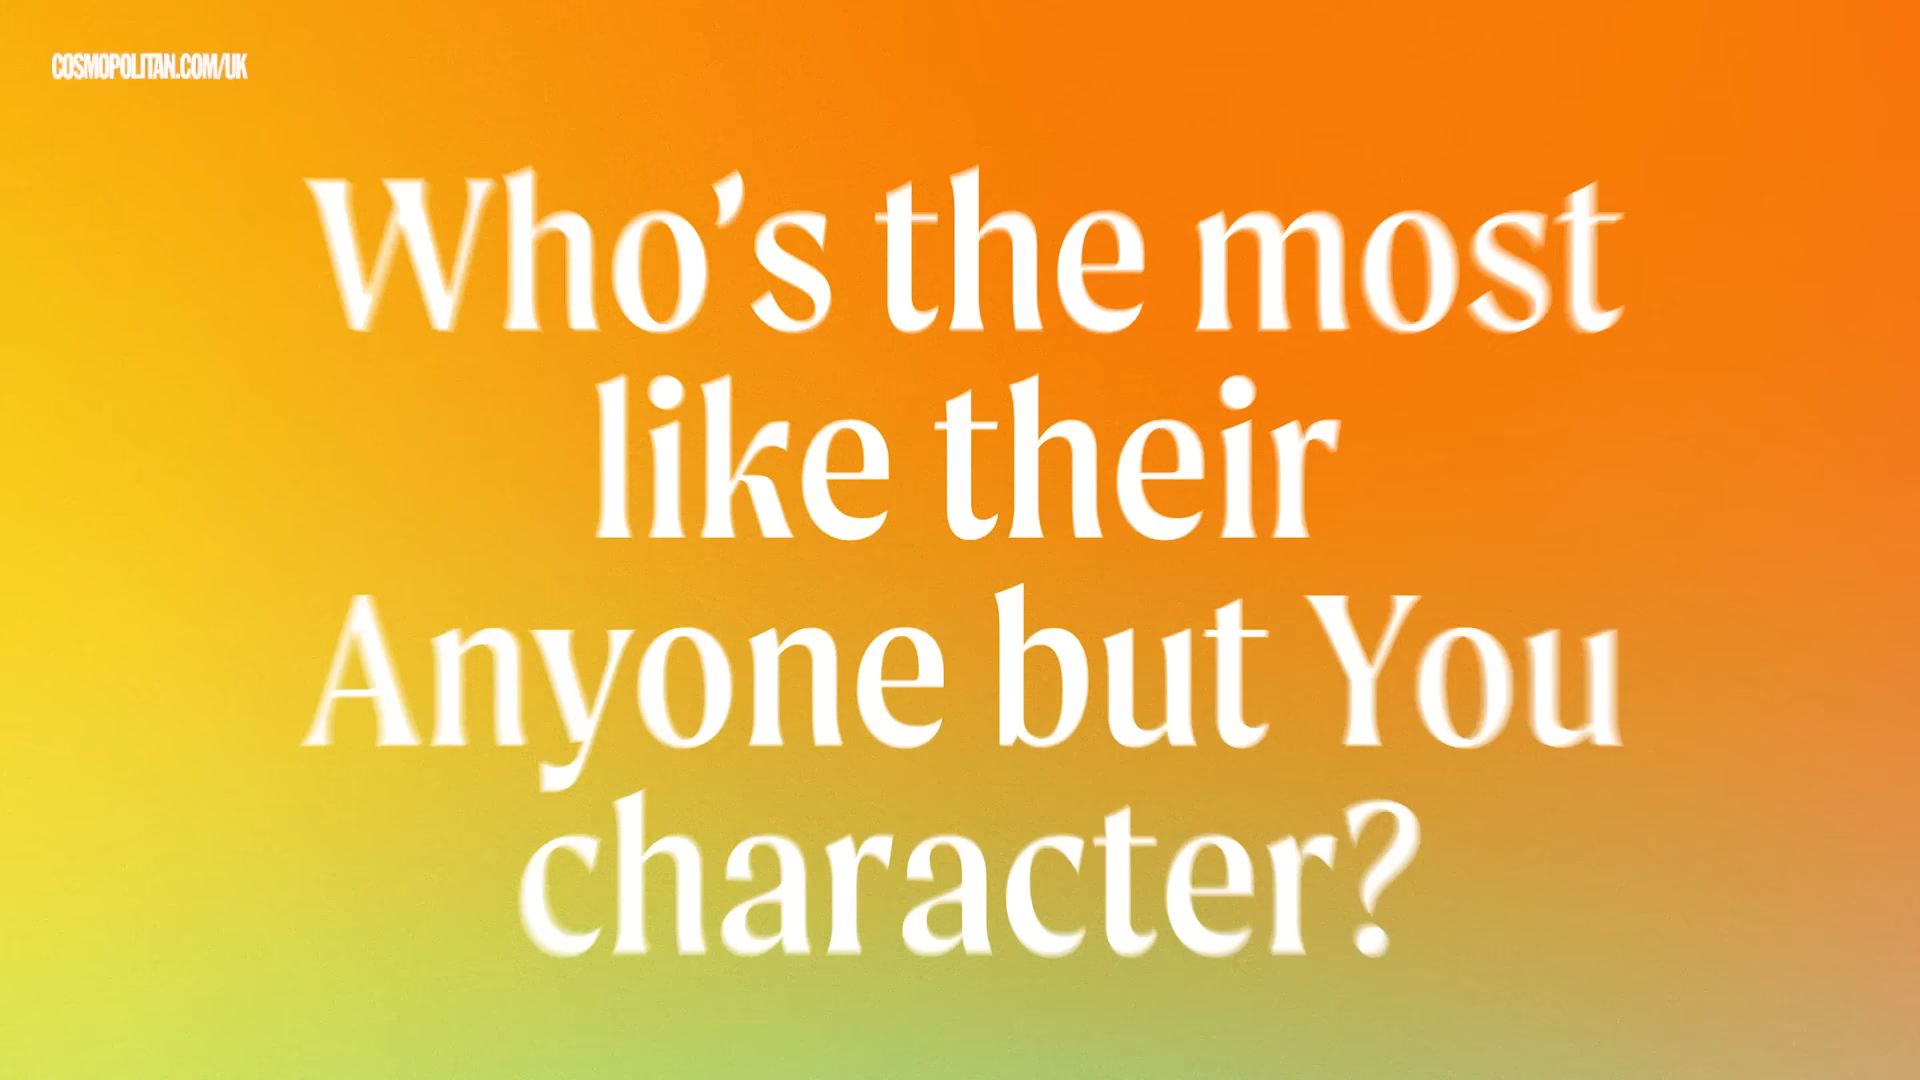 COSMOPOLITAN.COM/UK
Who’s the most
like their
Anyone but You
character?